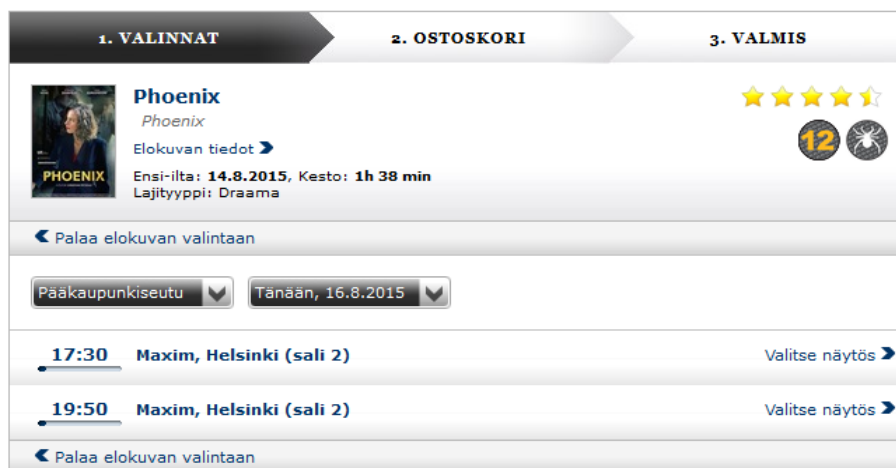 1. VALINNAT
2. OSTOSKORI
3. VALMIS
PHOENIX
Phoenix
Phoenix
Elokuvan tiedot
Ensi-ilta: 14.8.2015, Kesto: 1h 38 min
Lajityyppi: Draama
12
Palaa elokuvan valintaan
Pääkaupunkiseutu
Tänään, 16.8.2015
17:30 Maxim, Helsinki (sali 2) Valitse näytös
19:50 Maxim, Helsinki (sali 2) Valitse näytös
Palaa elokuvan valintaan